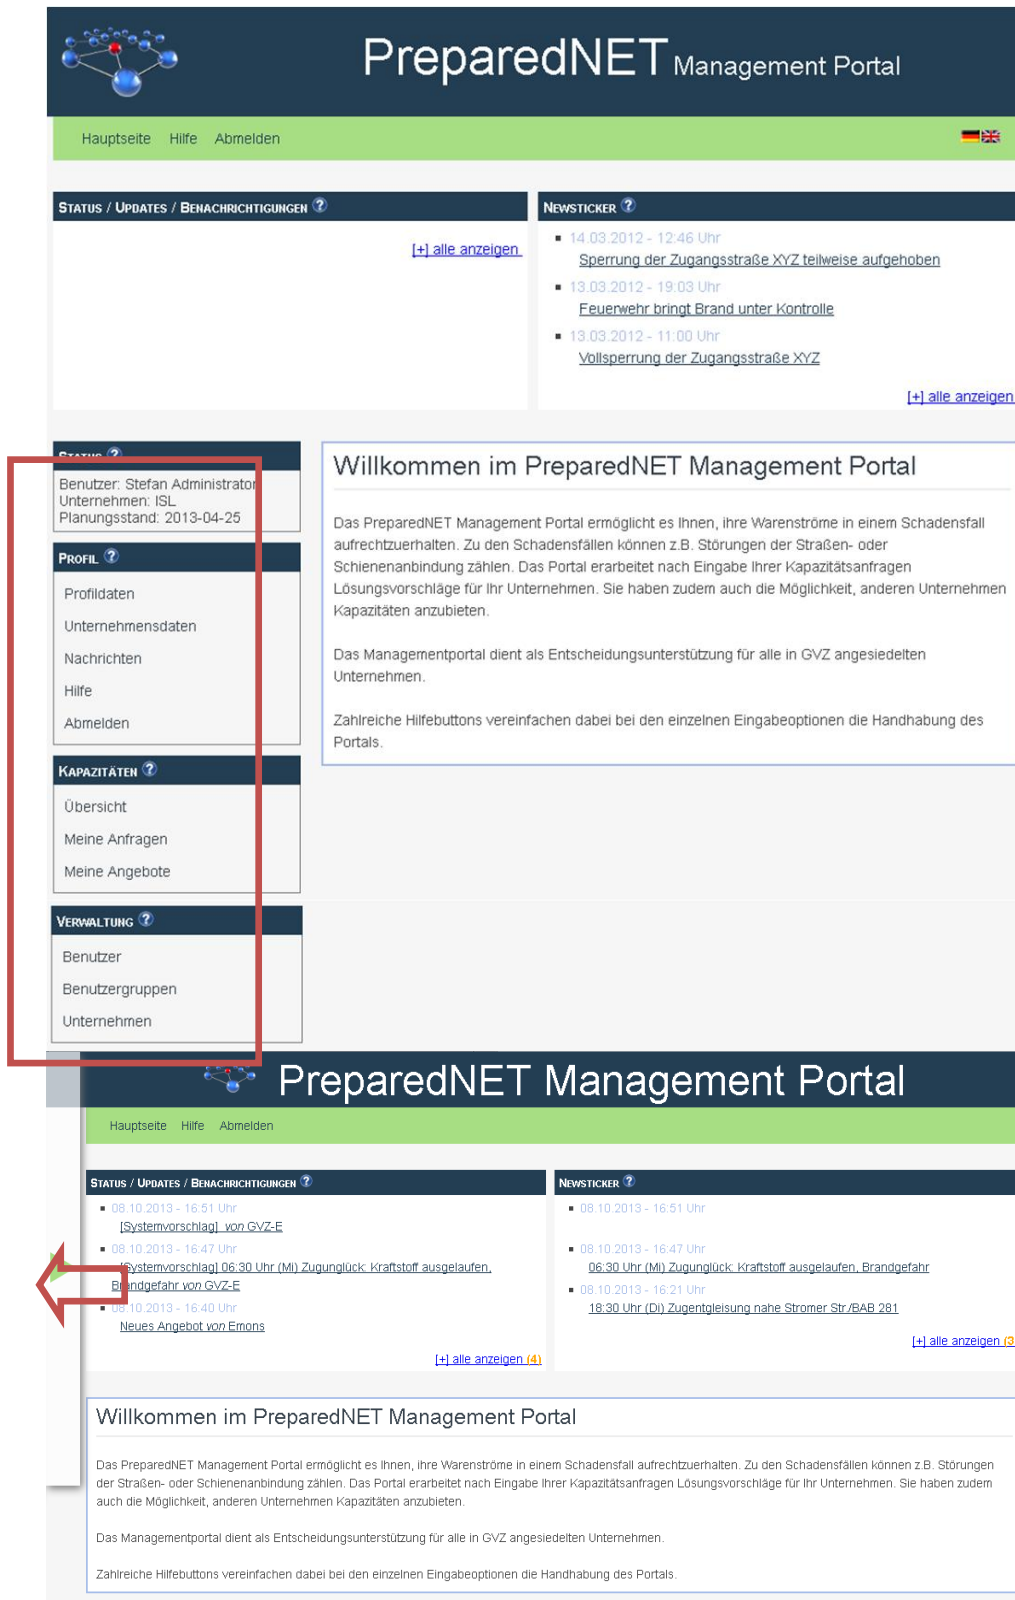 PreparedNET Management Portal
Hauptseite Hilfe Abmelden
STATUS / UPDATES / BENACHRICHTIGUNGEN ?
[+] alle anzeigen
NEWSTICKER ?
14.03.2012 - 12:46 Uhr
Sperrung der Zugangsstraße XYZ teilweise aufgehoben
13.03.2012 - 19:03 Uhr
Feuerwehr bringt Brand unter Kontrolle
13.03.2012 - 11:00 Uhr
Vollsperrung der Zugangsstraße XYZ
[+] alle anzeigen
STATUS ?
Benutzer: Stefan Administrator
Unternehmen: ISL
Planungsstand: 2013-04-25
PROFIL ?
Profildaten
Unternehmensdaten
Nachrichten
Hilfe
Abmelden
KAPAZITÄTEN ?
Übersicht
Meine Anfragen
Meine Angebote
VERWALTUNG ?
Benutzer
Benutzergruppen
Unternehmen
Willkommen im PreparedNET Management Portal
Das PreparedNET Management Portal ermöglicht es Ihnen, ihre Warenströme in einem Schadensfall
aufrechtzuerhalten. Zu den Schadensfällen können z.B. Störungen der Straßen- oder
Schienenanbindung zählen. Das Portal erarbeitet nach Eingabe Ihrer Kapazitätsanfragen
Lösungsvorschläge für Ihr Unternehmen. Sie haben zudem auch die Möglichkeit, anderen Unternehmen
Kapazitäten anzubieten.
Das Managementportal dient als Entscheidungsunterstützung für alle in GVZ angesiedelten
Unternehmen.
Zahlreiche Hilfebuttons vereinfachen dabei bei den einzelnen Eingabeoptionen die Handhabung des
Portals.
PreparedNET Management Portal
Hauptseite Hilfe Abmelden
STATUS / UPDATES / BENACHRICHTIGUNGEN ?
08.10.2013 - 16:51 Uhr
[Systemvorschlag] von GVZ-E
08.10.2013 - 16:47 Uhr
[Systemvorschlag] 06:30 Uhr (Mi) Zugunglück: Kraftstoff ausgelaufen,
Brandgefahr von GVZ-E
08.10.2013 - 16:40 Uhr
Neues Angebot von Emons
[+] alle anzeigen (4)
NEWSTICKER ?
08.10.2013 - 16:51 Uhr
08.10.2013 - 16:47 Uhr
06:30 Uhr (Mi) Zugunglück: Kraftstoff ausgelaufen, Brandgefahr
08.10.2013 - 16:21 Uhr
18:30 Uhr (Di) Zugentgleisung nahe Stromer Str./BAB 281
[+] alle anzeigen (3
Willkommen im PreparedNET Management Portal
Das PreparedNET Management Portal ermöglicht es Ihnen, ihre Warenströme in einem Schadensfall aufrechtzuerhalten. Zu den Schadensfällen können z.B. Störungen
der Straßen- oder Schienenanbindung zählen. Das Portal erarbeitet nach Eingabe Ihrer Kapazitätsanfragen Lösungsvorschläge für Ihr Unternehmen. Sie haben zudem
auch die Möglichkeit, anderen Unternehmen Kapazitäten anzubieten.
Das Managementportal dient als Entscheidungsunterstützung für alle in GVZ angesiedelten Unternehmen.
Zahlreiche Hilfebuttons vereinfachen dabei bei den einzelnen Eingabeoptionen die Handhabung des Portals.